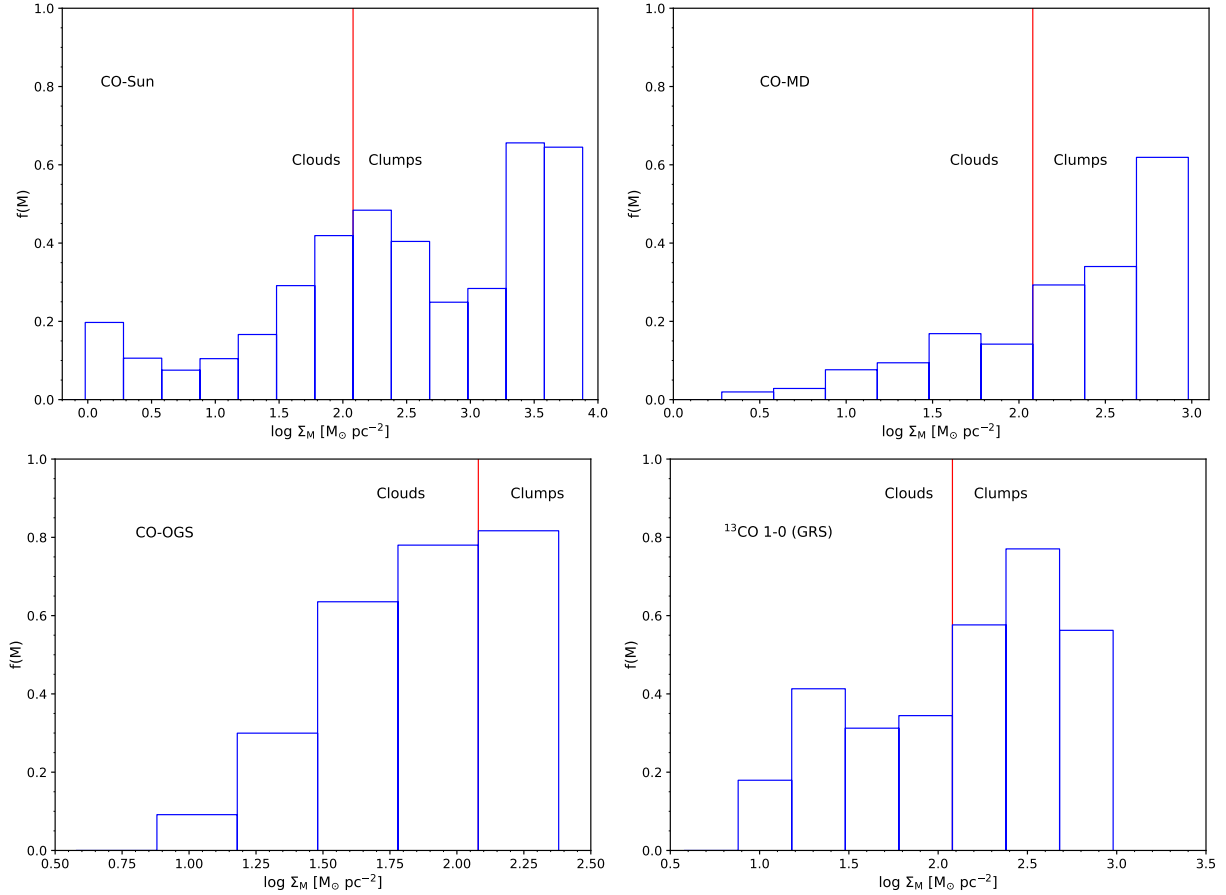 1.0
0.8
0.6
0.4
0.2
0.0
f(M)
CO-Sun
Clouds
Clumps
0.0 0.5 1.0 1.5 2.0 2.5 3.0 3.5 4.0
log Σ_M [M_⊙ pc^−2]
1.0
0.8
0.6
0.4
0.2
0.0
f(M)
CO-MD
Clouds
Clumps
0.0 0.5 1.0 1.5 2.0 2.5 3.0
log Σ_M [M_⊙ pc^−2]
1.0
0.8
0.6
0.4
0.2
0.0
f(M)
Clouds
Clumps
CO-OGS
0.50 0.75 1.00 1.25 1.50 1.75 2.00 2.25 2.50
log Σ_M [M_⊙ pc^−2]
1.0
0.8
0.6
0.4
0.2
0.0
f(M)
Clouds
Clumps
^13CO 1-0 (GRS)
0.5 1.0 1.5 2.0 2.5 3.0 3.5
log Σ_M [M_⊙ pc^−2]